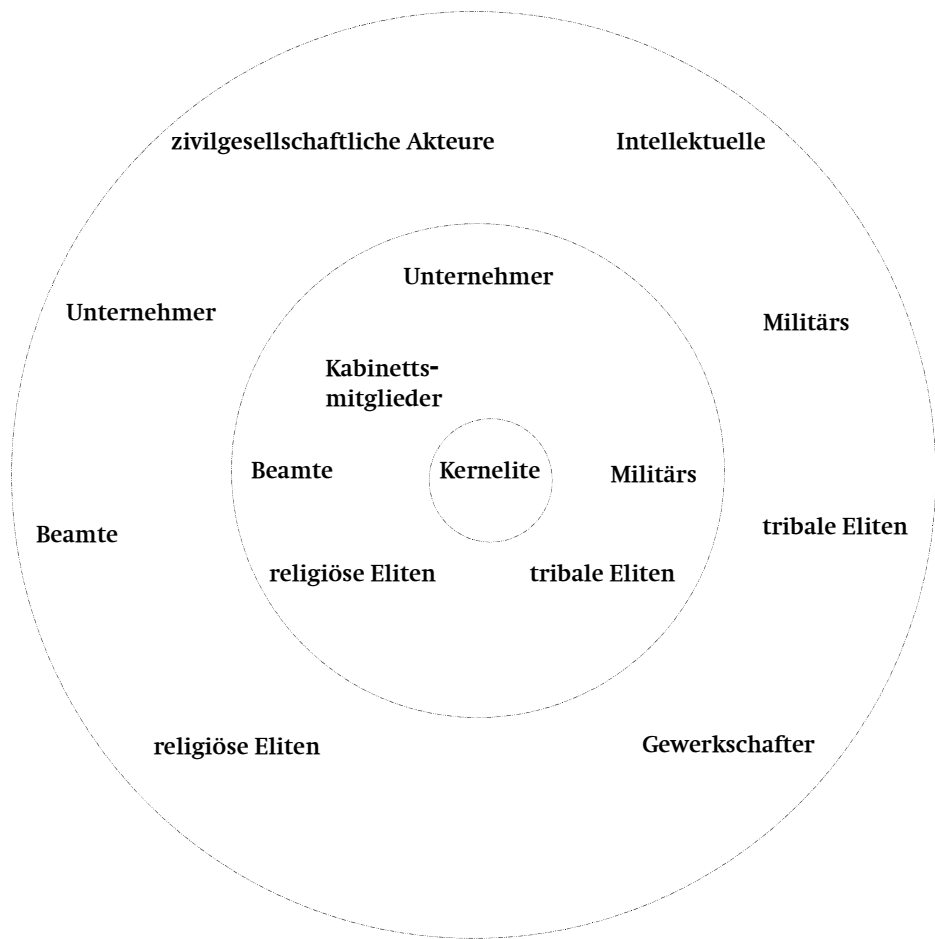 zivilgesellschaftliche Akteure
Intellektuelle
Unternehmer
Unternehmer
Militärs
Kabinetts-
mitglieder
Beamte
Kernelite
Militärs
Beamte
tribale Eliten
religiöse Eliten
tribale Eliten
religiöse Eliten
Gewerkschafter